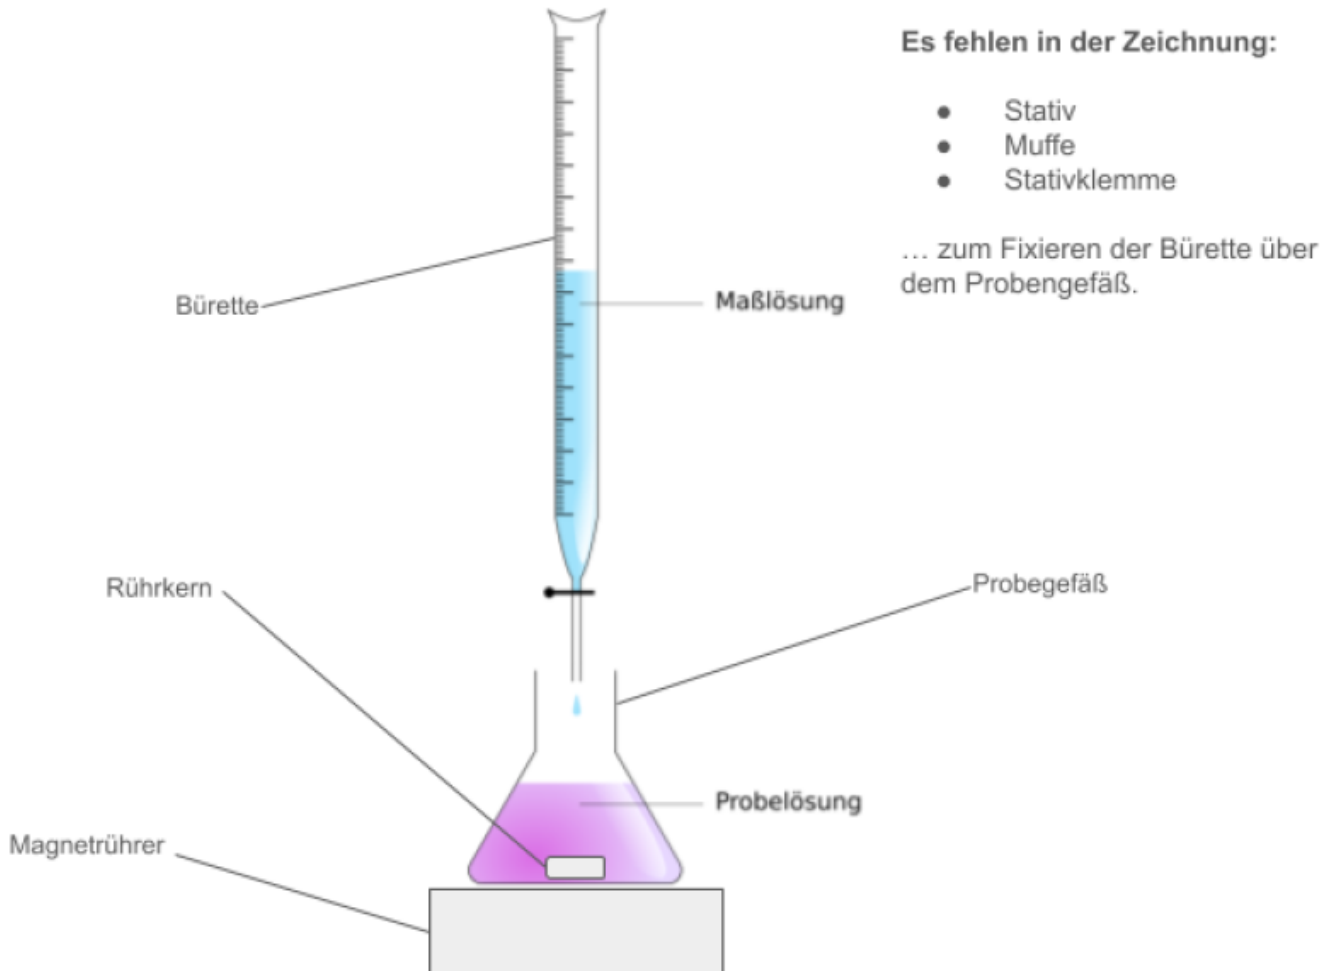 Es fehlen in der Zeichnung:
● Stativ
● Muffe
● Stativklemme
… zum Fixieren der Bürette über
dem Probengefäß.
Bürette
Maßlösung
Rührkern
Probegefäß
Probelösung
Magnetrührer